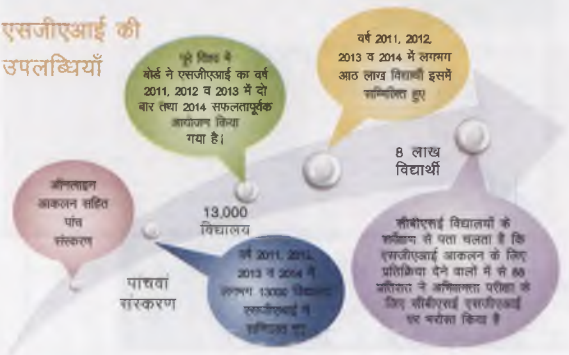 एसजीएआई की
उपलब्धियाँ
ऑनलाइन
आकलन सहित
पांच
संस्करण
पाचवां
संस्करण
पूरे विश्व में
बोर्ड ने एसजीएआई का वर्ष
2011, 2012 व 2013 में दो
बार तथा 2014 सफलतापूर्वक
आयोजन किया
गया है।
13,000
विद्यालय
वर्ष 2011, 2012,
2013 व 2014 में
लगभग 13000 विद्यालय
एसजीएआई में
सम्मिलित हुए
वर्ष 2011, 2012,
2013 व 2014 में लगभग
आठ लाख विद्यार्थी इसमें
सम्मिलित हुए
8 लाख
विद्यार्थी
सीबीएसई विद्यालयों के
सर्वेक्षण से पता चलता है कि
एसजीएआई आकलन के लिए
प्रतिक्रिया देने वालों में से 88
प्रतिशत ने अभिक्षमता परीक्षा के
लिए सीबीएसई एसजीएआई
पर भरोसा किया है